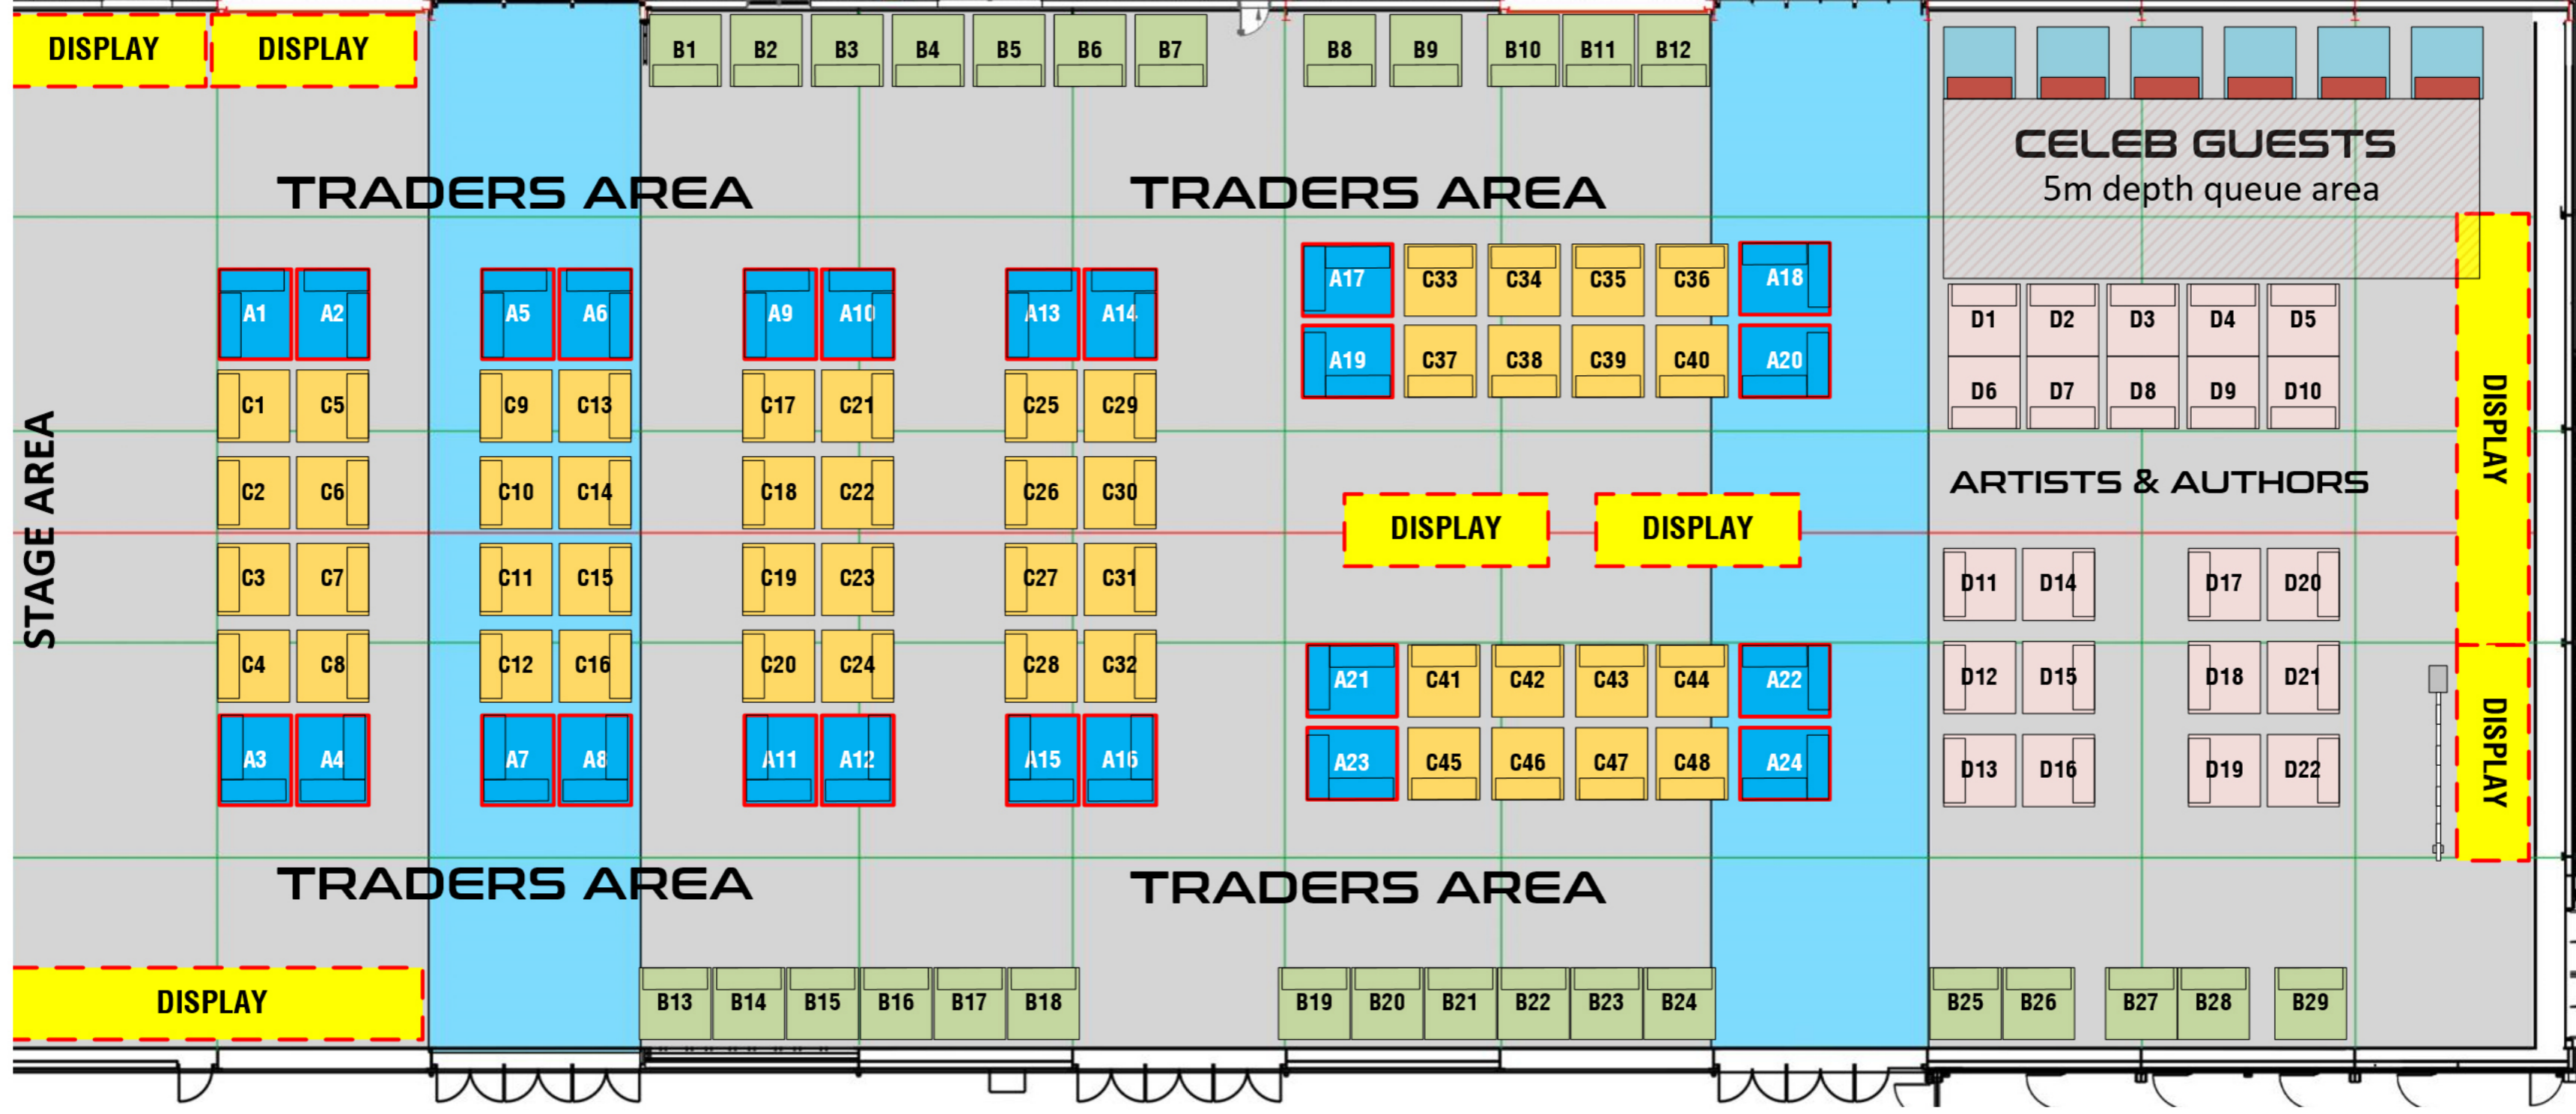 DISPLAY DISPLAY B1 B2 B3 B4 B5 B6 B7 B8 B9 B10 B11 B12
CELEB GUESTS
5m depth queue area
TRADERS AREA TRADERS AREA
A17 C33 C34 C35 C36 A18
A1 A2 A5 A6 A9 A10 A13 A14
D1 D2 D3 D4 D5
A19 C37 C38 C39 C40 A20
D6 D7 D8 D9 D10
C1 C5 C9 C13 C17 C21 C25 C29
DISPLAY
STAGE AREA
C2 C6 C10 C14 C18 C22 C26 C30
ARTISTS & AUTHORS
DISPLAY DISPLAY
C3 C7 C11 C15 C19 C23 C27 C31
D11 D14 D17 D20
C4 C8 C12 C16 C20 C24 C28 C32
A21 C41 C42 C43 C44 A22
D12 D15 D18 D21
DISPLAY
A3 A4 A7 A8 A11 A12 A15 A16
A23 C45 C46 C47 C48 A24
D13 D16 D19 D22
TRADERS AREA TRADERS AREA
DISPLAY B13 B14 B15 B16 B17 B18 B19 B20 B21 B22 B23 B24 B25 B26 B27 B28 B29